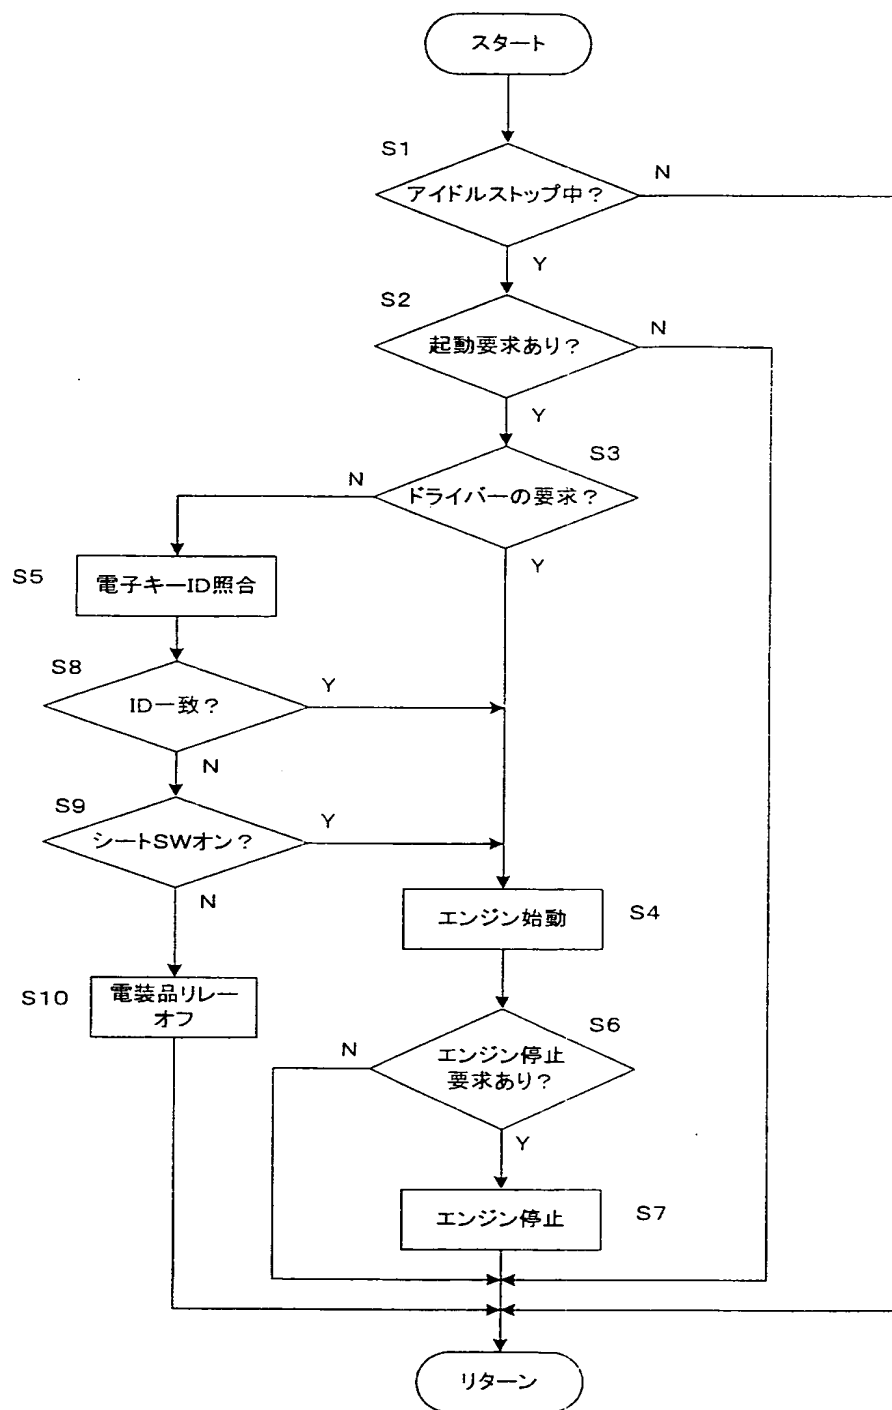 スタート
S1
アイドルストップ中?
N
Y
S2
起動要求あり?
N
Y
S3
ドライバーの要求?
N
Y
S5
電子キーID照合
S8
ID一致?
Y
N
S9
シートSWオン?
Y
N
エンジン始動
S4
S10
電装品リレー
オフ
S6
エンジン停止
要求あり?
N
Y
エンジン停止
S7
リターン